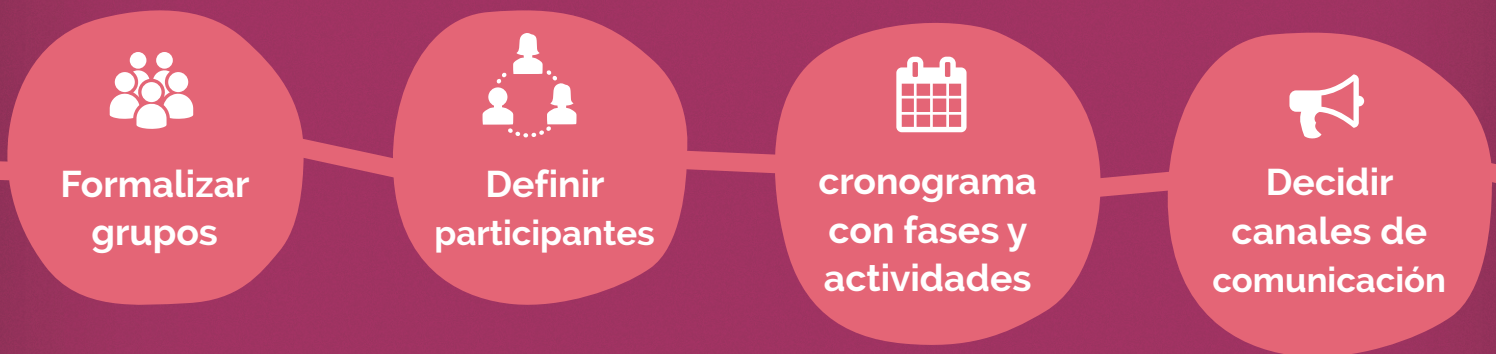 Formalizar
grupos
Definir
participantes
cronograma
con fases y
actividades
Decidir
canales de
comunicación